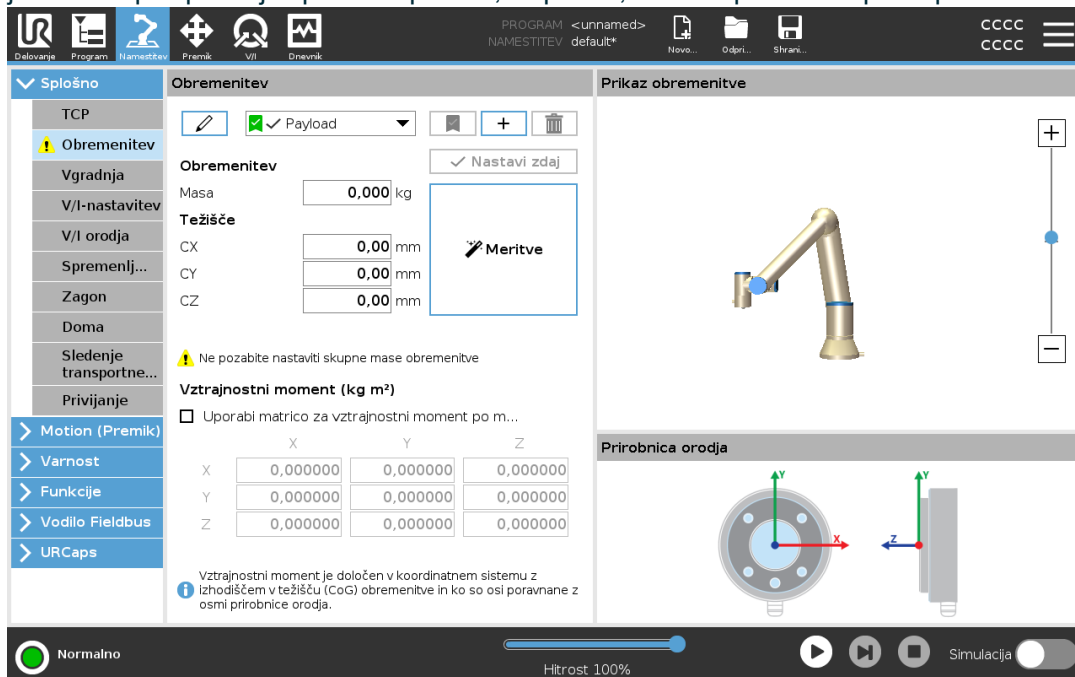 UR
Delovanje
Program
Namestitev
Premik
V/I
Dnevnik
PROGRAM <unnamed>
NAMESTITEV default*
Novo...
Odpri...
Shrani...
cccc
cccc
Splošno
TCP
Obremenitev
Vgradnja
V/I-nastavitev
V/I orodja
Spremenlj...
Zagon
Doma
Sledenje
transportne...
Privijanje
Motion (Premik)
Varnost
Funkcije
Vodilo Fieldbus
URCaps
Obremenitev
Payload
+
Nastavi zdaj
Obremenitev
Masa 0,000 kg
Težišče
CX 0,00 mm
CY 0,00 mm
CZ 0,00 mm
Meritve
Ne pozabite nastaviti skupne mase obremenitve
Vztrajnostni moment (kg m²)
Uporabi matrico za vztrajnostni moment po m...
X Y Z
X 0,000000 0,000000 0,000000
Y 0,000000 0,000000 0,000000
Z 0,000000 0,000000 0,000000
Vztrajnostni moment je določen v koordinatnem sistemu z
izhodiščem v težišču (CoG) obremenitve in ko so osi poravnane z
osmi prirobnice orodja.
Prikaz obremenitve
Prirobnica orodja
Y
X
Y
Z
Normalno
Hitrost 100%
Simulacija